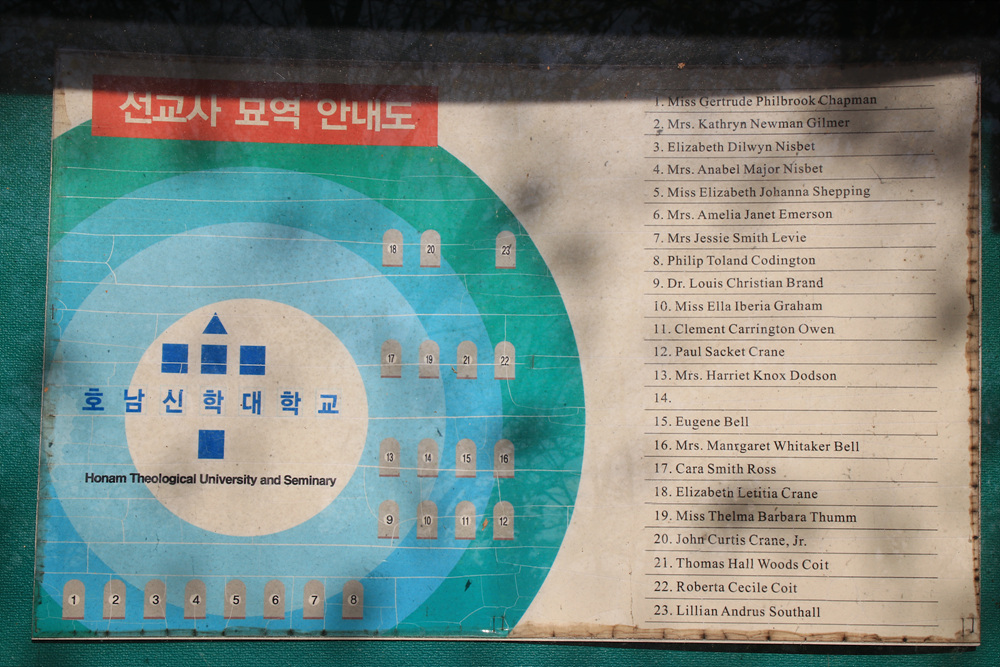 선교사 묘역 안내도
호남신학대학교
Honam Theological University and Seminary
18 20 23
17 19 21 22
13 14 15 16
9 10 11 12
1 2 3 4 5 6 7 8
1. Miss Gertrude Philbrook Chapman
2. Mrs. Kathryn Newman Gilmer
3. Elizabeth Dilwyn Nisbet
4. Mrs. Anabel Major Nisbet
5. Miss Elizabeth Johanna Shepping
6. Mrs. Amelia Janet Emerson
7. Mrs Jessie Smith Levie
8. Philip Toland Codington
9. Dr. Louis Christian Brand
10. Miss Ella Iberia Graham
11. Clement Carrington Owen
12. Paul Sacket Crane
13. Mrs. Harriet Knox Dodson
14.
15. Eugene Bell
16. Mrs. Manrgaret Whitaker Bell
17. Cara Smith Ross
18. Elizabeth Letitia Crane
19. Miss Thelma Barbara Thumm
20. John Curtis Crane, Jr.
21. Thomas Hall Woods Coit
22. Roberta Cecile Coit
23. Lillian Andrus Southall